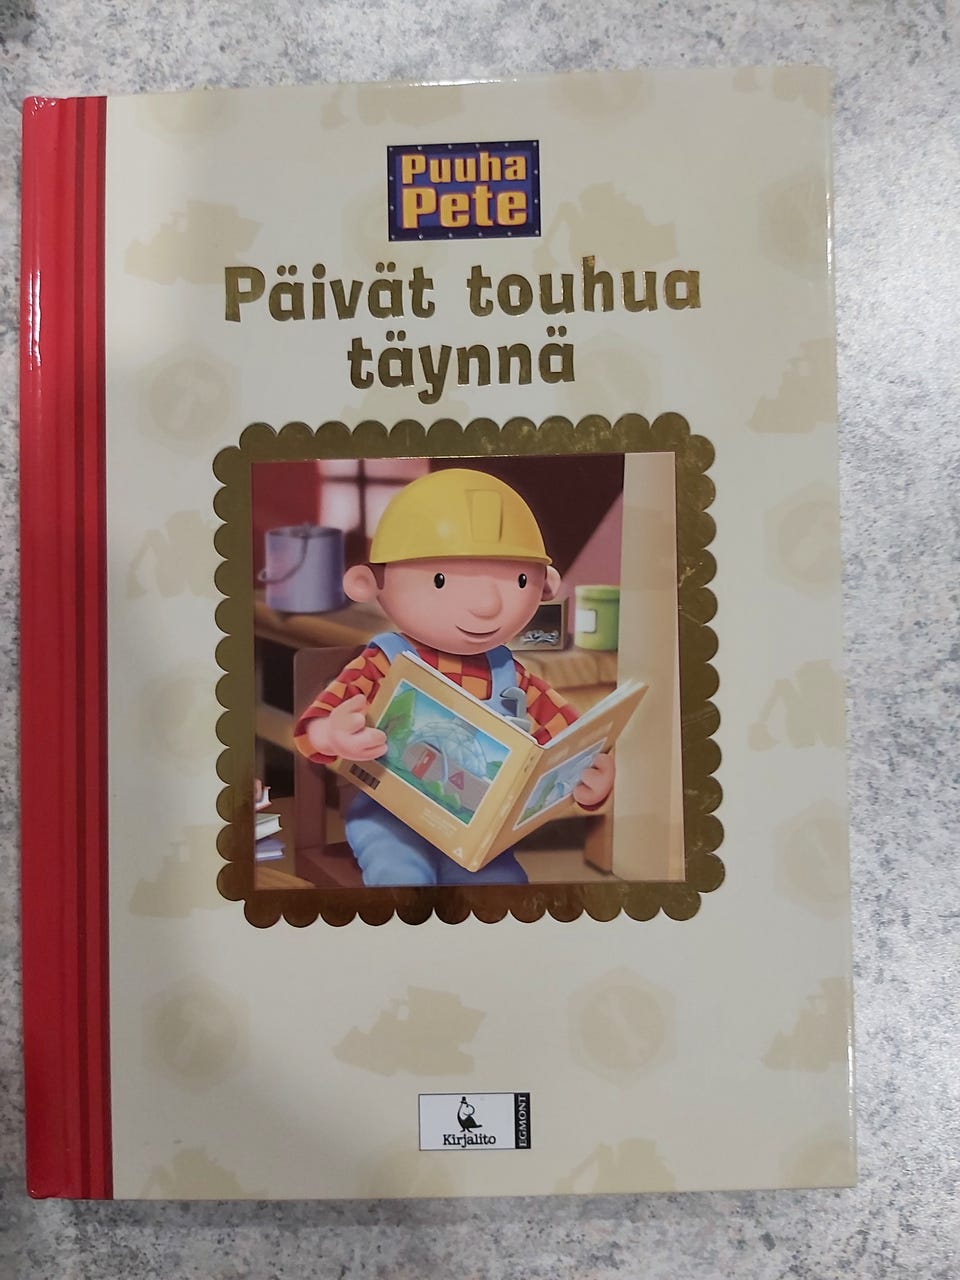 Puuha
Pete
Päivät touhua
täynnä
Kirjalito
EGMONT